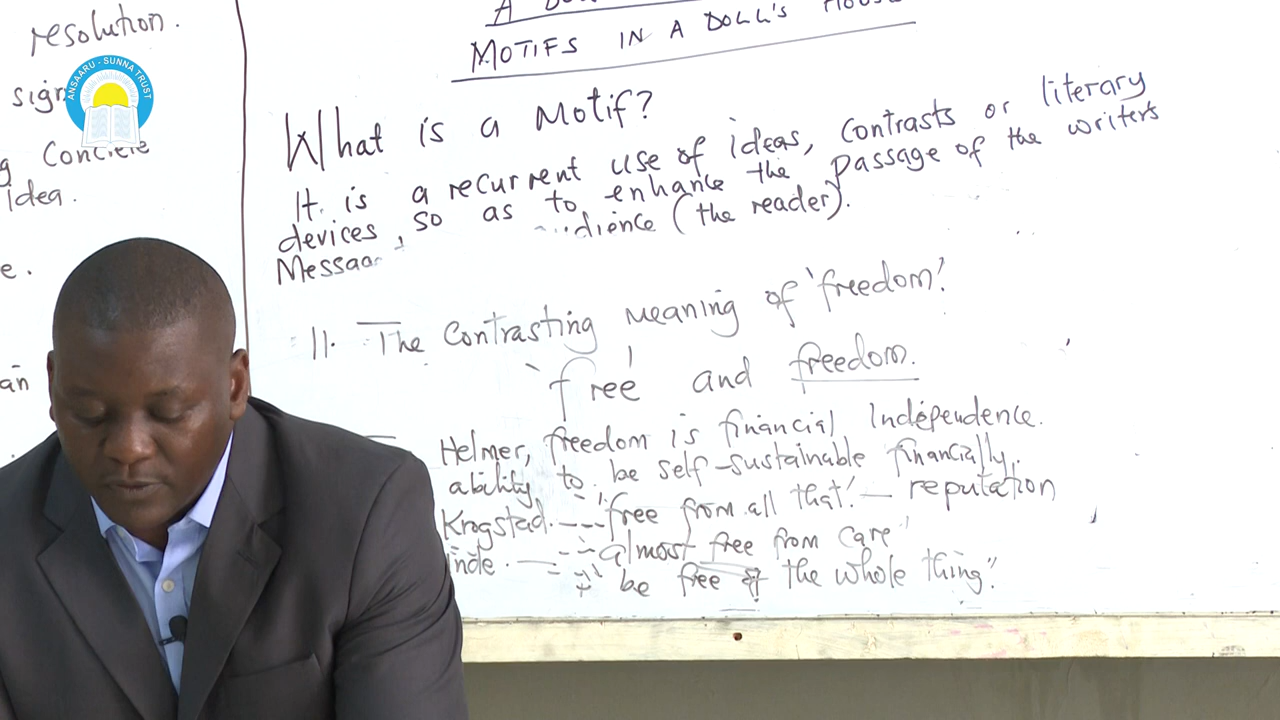 resolution.
sign
Concrete
idea.
e.
an
ANSAARU - SUNNA TRUST
MOTIFS IN A DOLL'S HOUSE
What is a Motif?
It is a recurrent use of ideas, contrasts or literary
devices, so as to enhance the passage of the writers
Messag audience (the reader).
11. The Contrasting meaning of 'freedom'.
'free' and freedom.
Helmer, freedom is financial Independence.
ability to be self-sustainable financially.
Krogstad. --- 'free from all that' - reputation
inde. -- "almost free from care"
"be free of the whole thing."